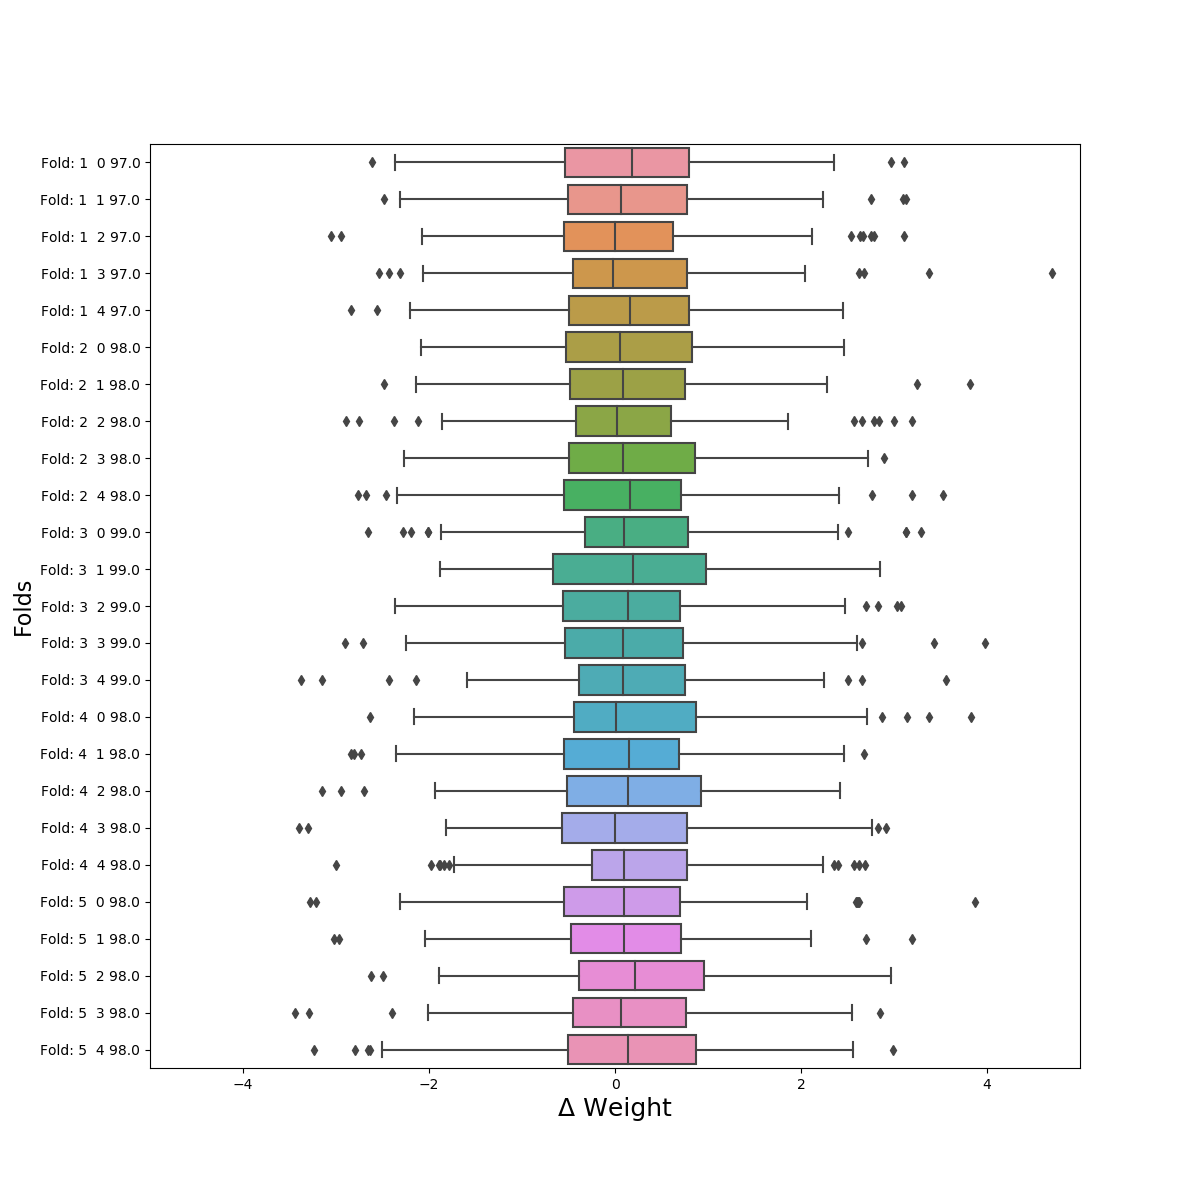 Fold: 1  0 97.0
Fold: 1  1 97.0
Fold: 1  2 97.0
Fold: 1  3 97.0
Fold: 1  4 97.0
Fold: 2  0 98.0
Fold: 2  1 98.0
Fold: 2  2 98.0
Fold: 2  3 98.0
Fold: 2  4 98.0
Fold: 3  0 99.0
Fold: 3  1 99.0
Fold: 3  2 99.0
Fold: 3  3 99.0
Fold: 3  4 99.0
Fold: 4  0 98.0
Fold: 4  1 98.0
Fold: 4  2 98.0
Fold: 4  3 98.0
Fold: 4  4 98.0
Fold: 5  0 98.0
Fold: 5  1 98.0
Fold: 5  2 98.0
Fold: 5  3 98.0
Fold: 5  4 98.0
Folds
−4 −2 0 2 4
Δ Weight